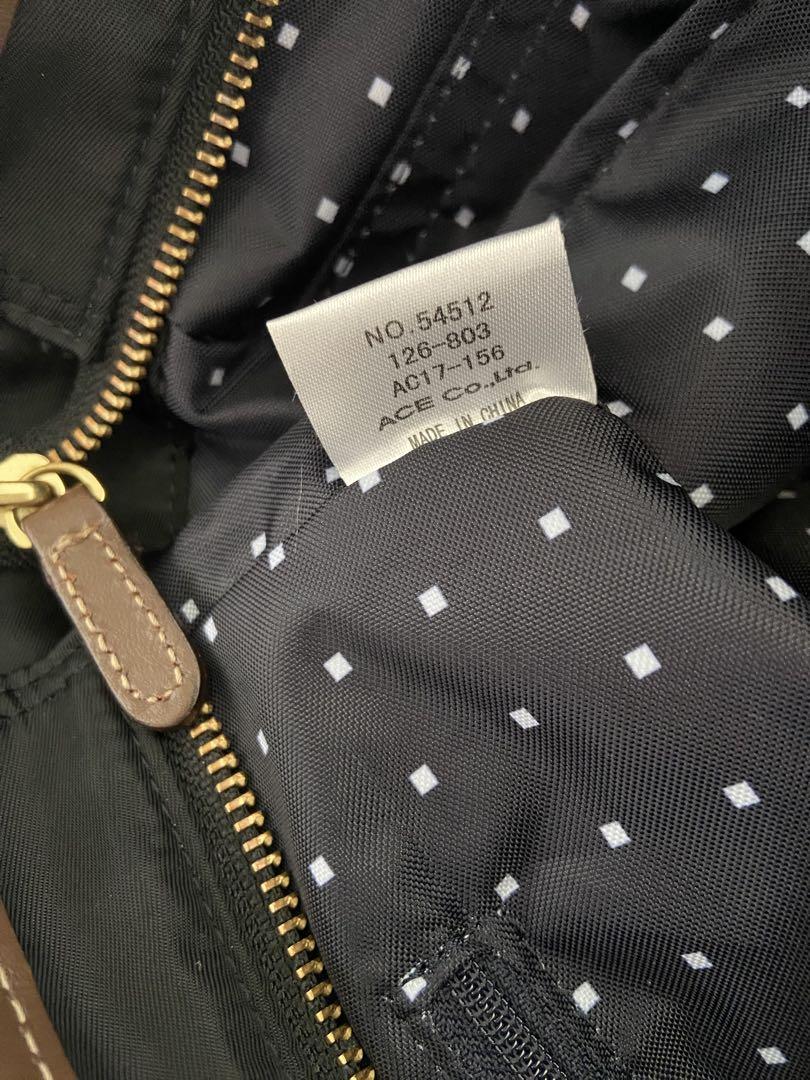 NO.54512
126-803
AC17-156
ACE Co.,Ltd.
MADE IN CHINA